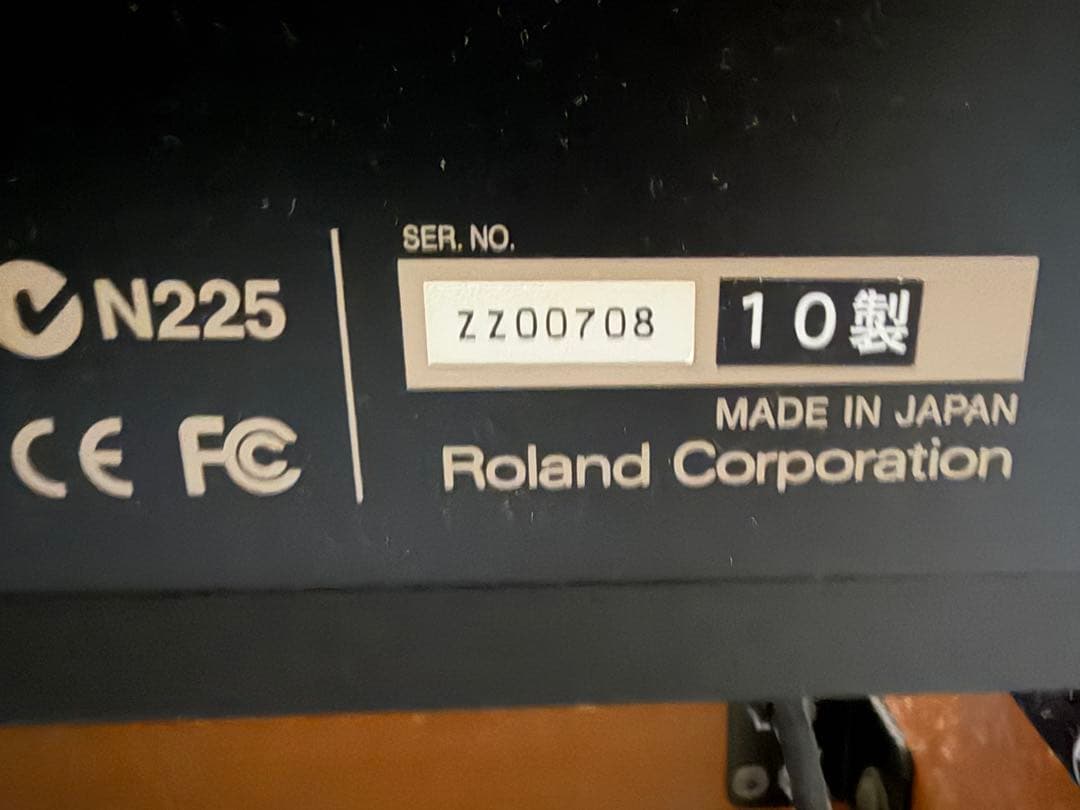 SER. NO.
N225
ZZ00708
10製
MADE IN JAPAN
CE FC
Roland Corporation